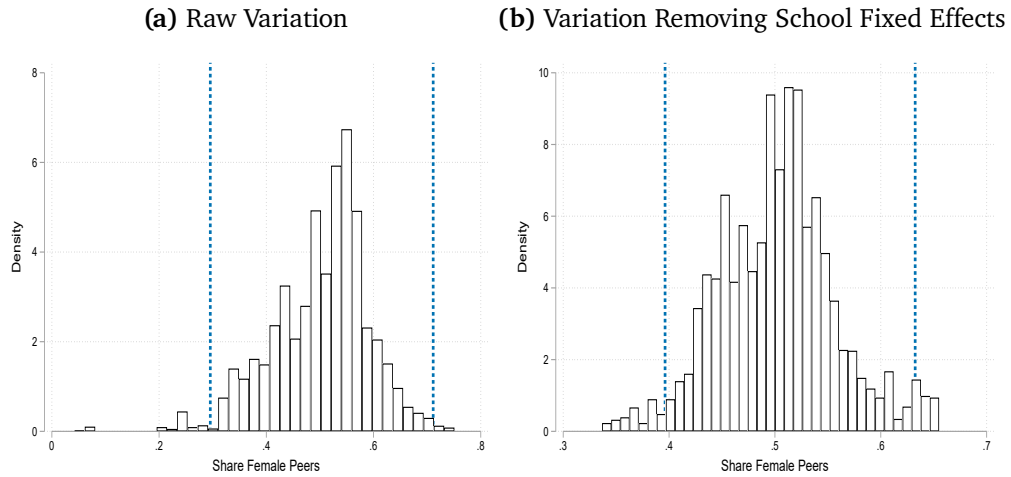 (a) Raw Variation
8
6
4
2
0
Density
0 .2 .4 .6 .8
Share Female Peers
(b) Variation Removing School Fixed Effects
10
8
6
4
2
0
Density
.3 .4 .5 .6 .7
Share Female Peers